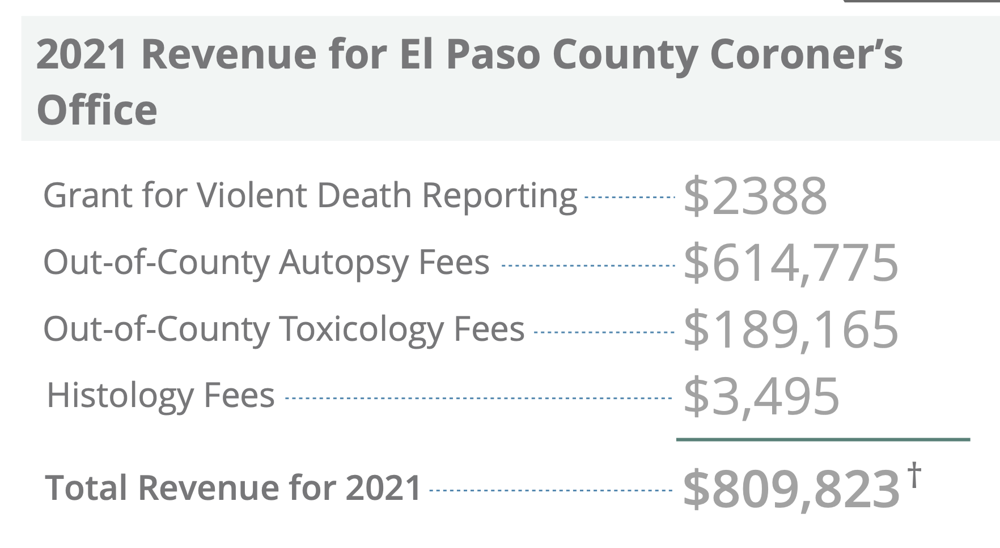 2021 Revenue for El Paso County Coroner’s
Office
Grant for Violent Death Reporting $2388
Out-of-County Autopsy Fees $614,775
Out-of-County Toxicology Fees $189,165
Histology Fees $3,495
Total Revenue for 2021 $809,823†